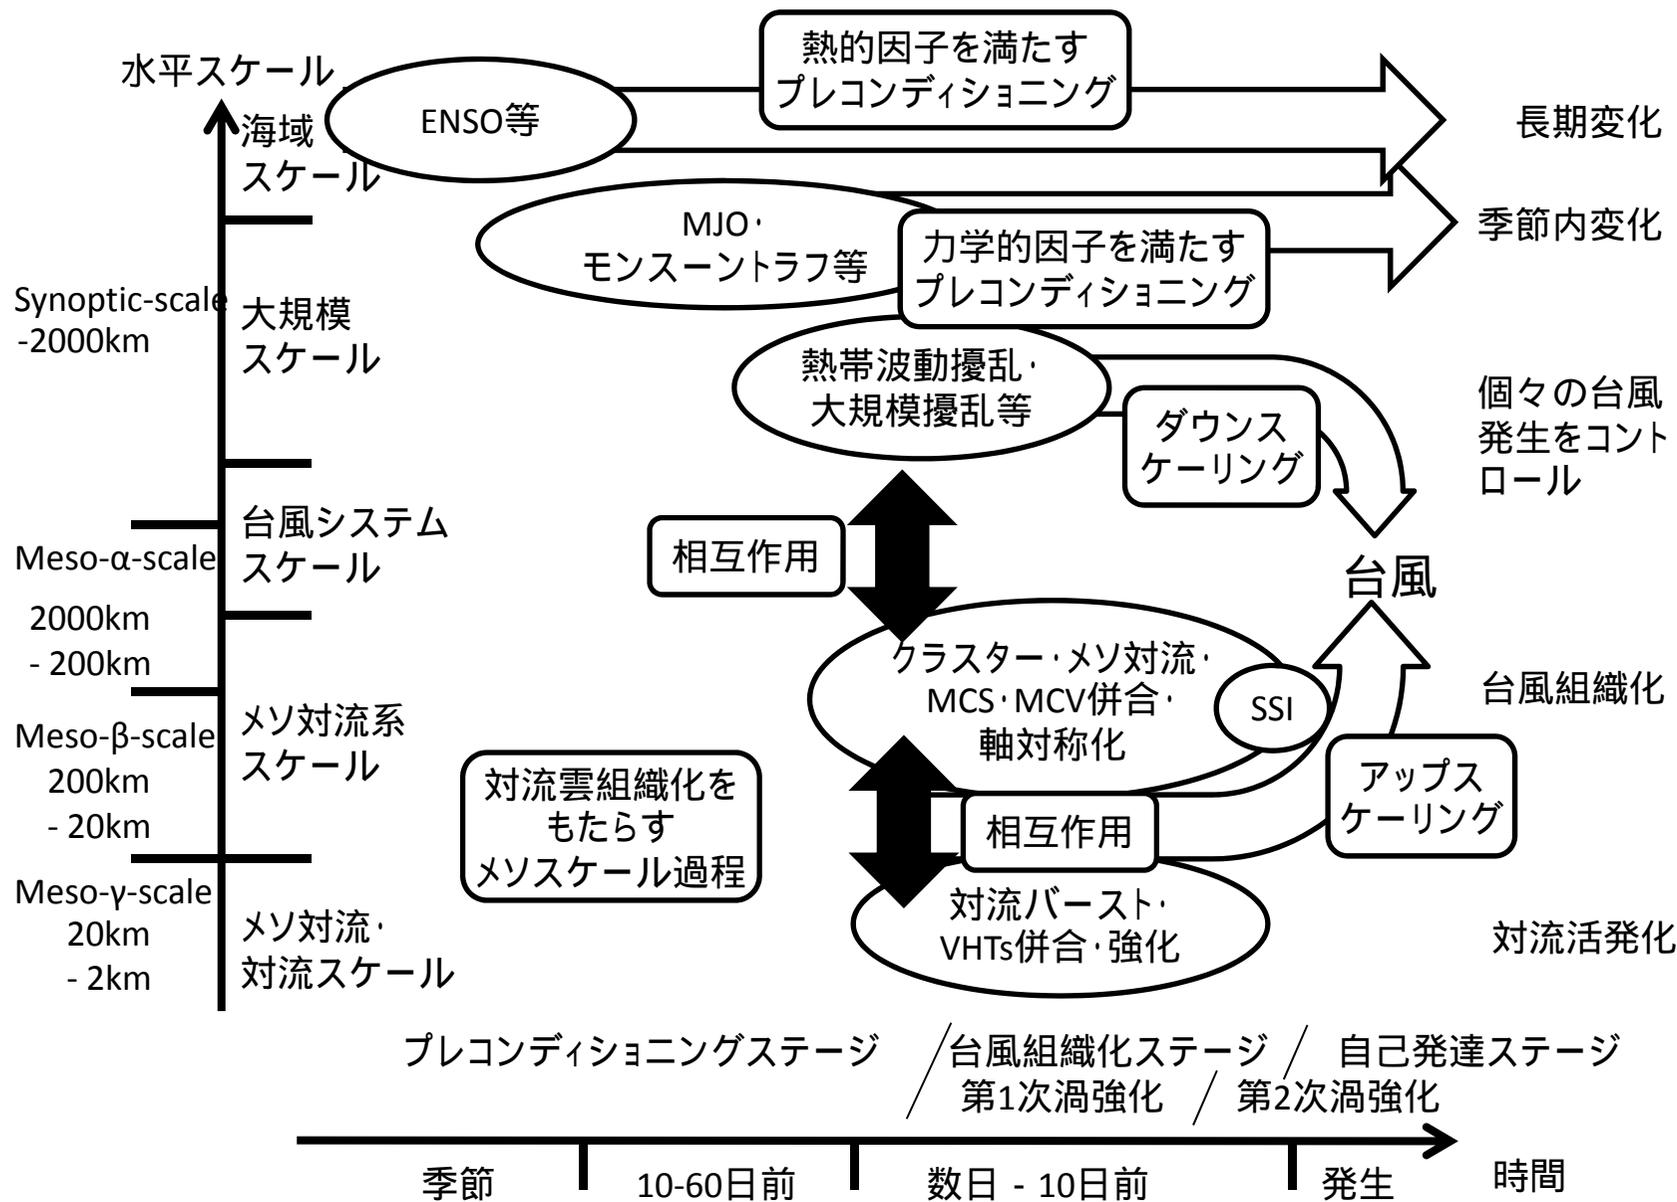 水平スケール
海域
スケール
ENSO等
熱的因子を満たす
プレコンディショニング
長期変化
MJO・
モンスーントラフ等
力学的因子を満たす
プレコンディショニング
季節内変化
Synoptic-scale
-2000km
大規模
スケール
熱帯波動擾乱・
大規模擾乱等
ダウンス
ケーリング
個々の台風
発生をコント
ロール
台風システム
スケール
Meso-α-scale
2000km
- 200km
相互作用
台風
クラスター・メソ対流・
MCS・MCV併合・
軸対称化
SSI
台風組織化
メソ対流系
スケール
Meso-β-scale
200km
- 20km
対流雲組織化を
もたらす
メソスケール過程
相互作用
アップス
ケーリング
Meso-γ-scale
20km
- 2km
メソ対流・
対流スケール
対流バースト・
VHTs併合・強化
対流活発化
プレコンディショニングステージ
台風組織化ステージ
自己発達ステージ
第1次渦強化
第2次渦強化
季節
10-60日前
数日 - 10日前
発生
時間